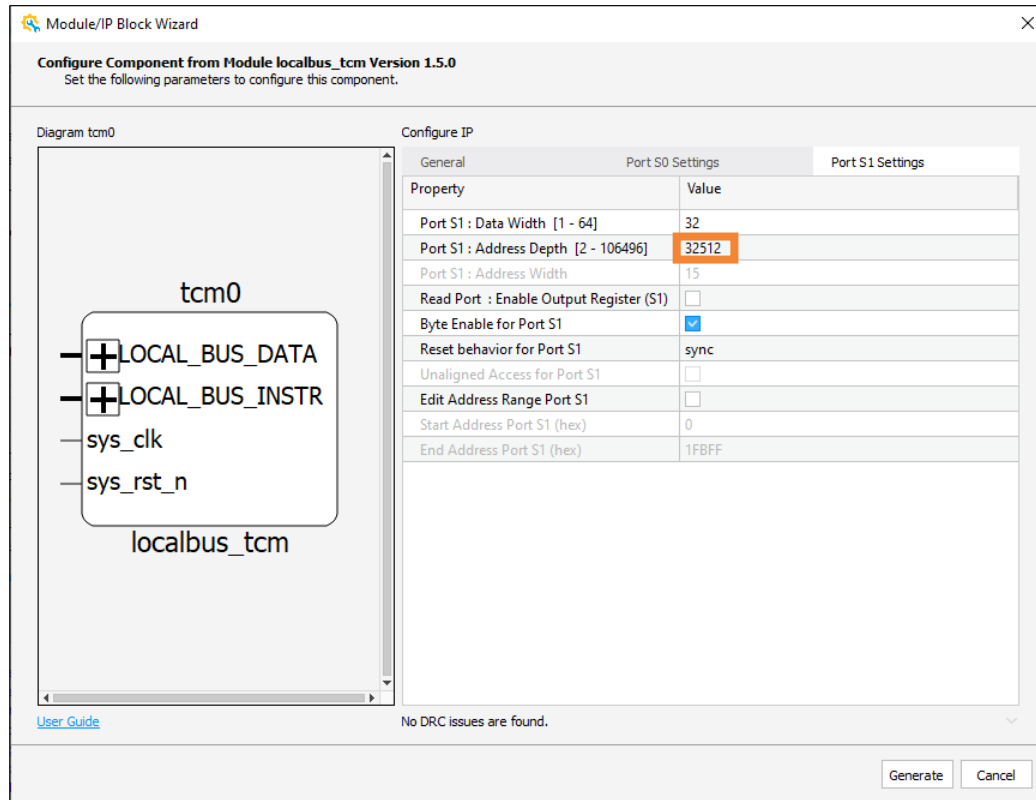 Module/IP Block Wizard
Configure Component from Module localbus_tcm Version 1.5.0
Set the following parameters to configure this component.
Diagram tcm0
tcm0
LOCAL_BUS_DATA
LOCAL_BUS_INSTR
sys_clk
sys_rst_n
localbus_tcm
User Guide
Configure IP
General Port S0 Settings Port S1 Settings
Property Value
Port S1 : Data Width [1 - 64] 32
Port S1 : Address Depth [2 - 106496] 32512
Port S1 : Address Width 15
Read Port : Enable Output Register (S1)
Byte Enable for Port S1
Reset behavior for Port S1 sync
Unaligned Access for Port S1
Edit Address Range Port S1
Start Address Port S1 (hex) 0
End Address Port S1 (hex) 1FBFF
No DRC issues are found.
Generate Cancel